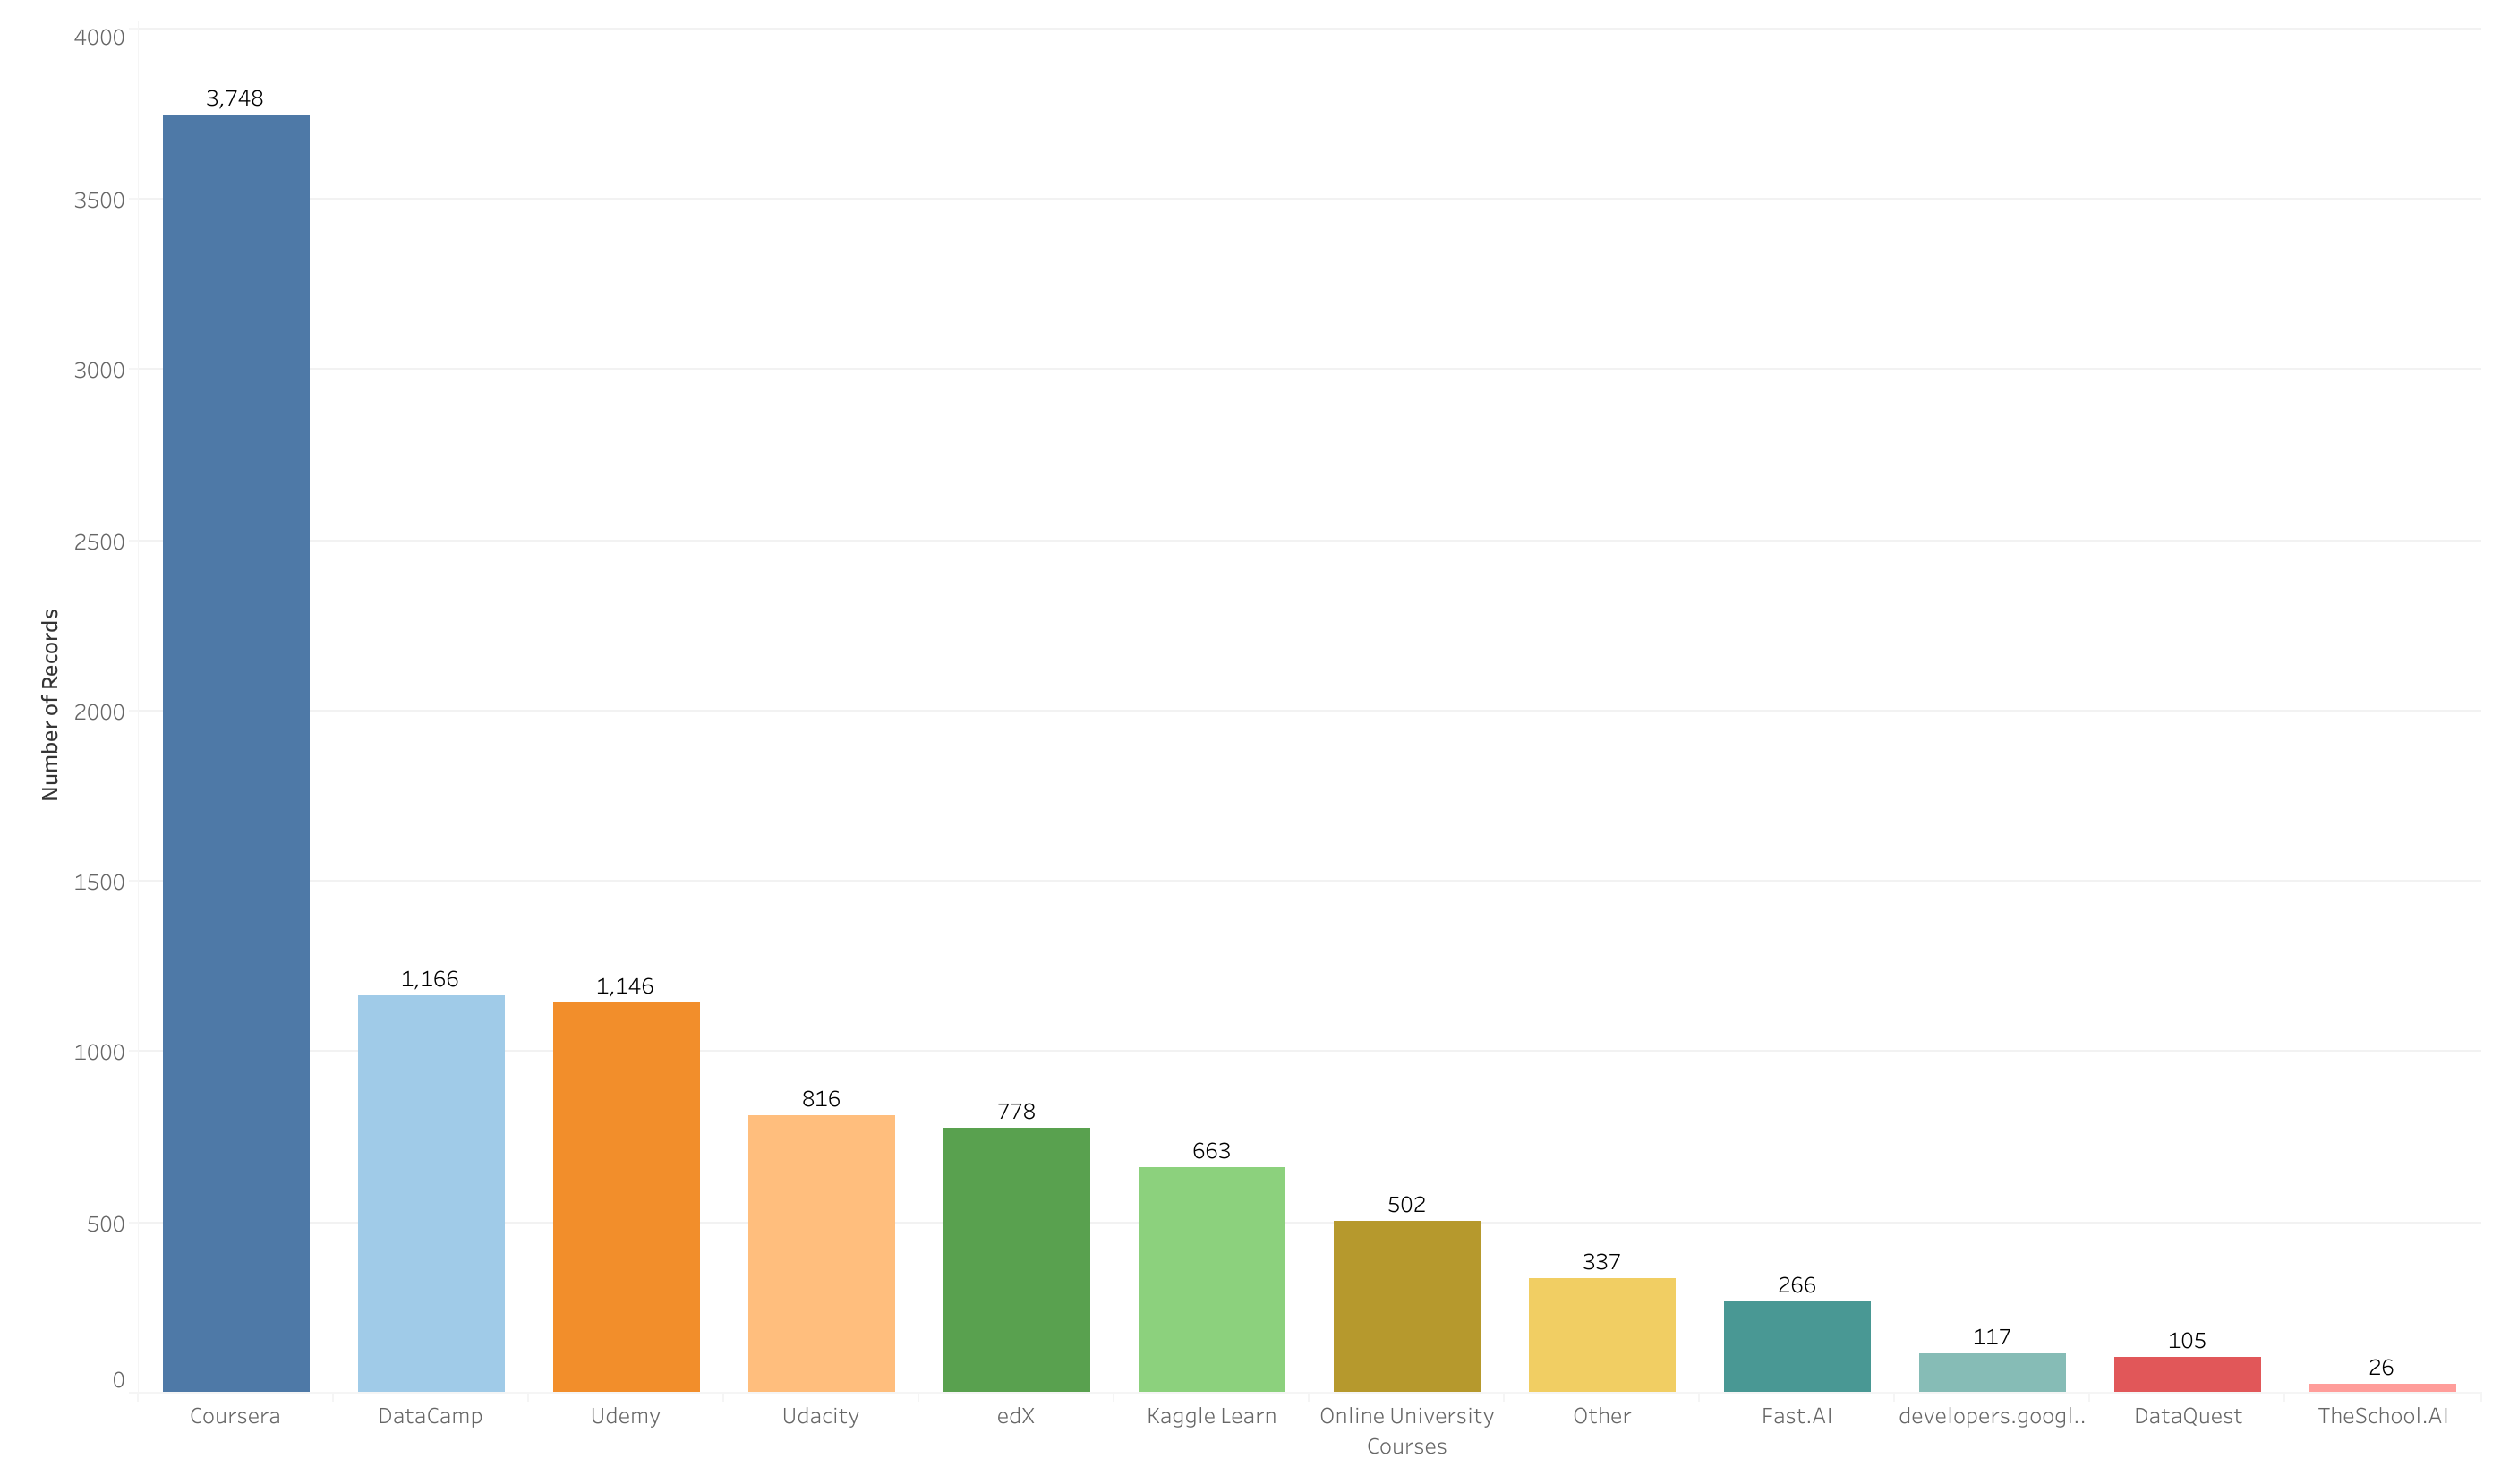 4000
3,748
3500
3000
2500
Number of Records
2000
1500
1,166
1,146
1000
816
778
663
502
500
337
266
117
105
26
0
Coursera
DataCamp
Udemy
Udacity
edX
Kaggle Learn
Online University
Courses
Other
Fast.AI
developers.googl..
DataQuest
TheSchool.AI